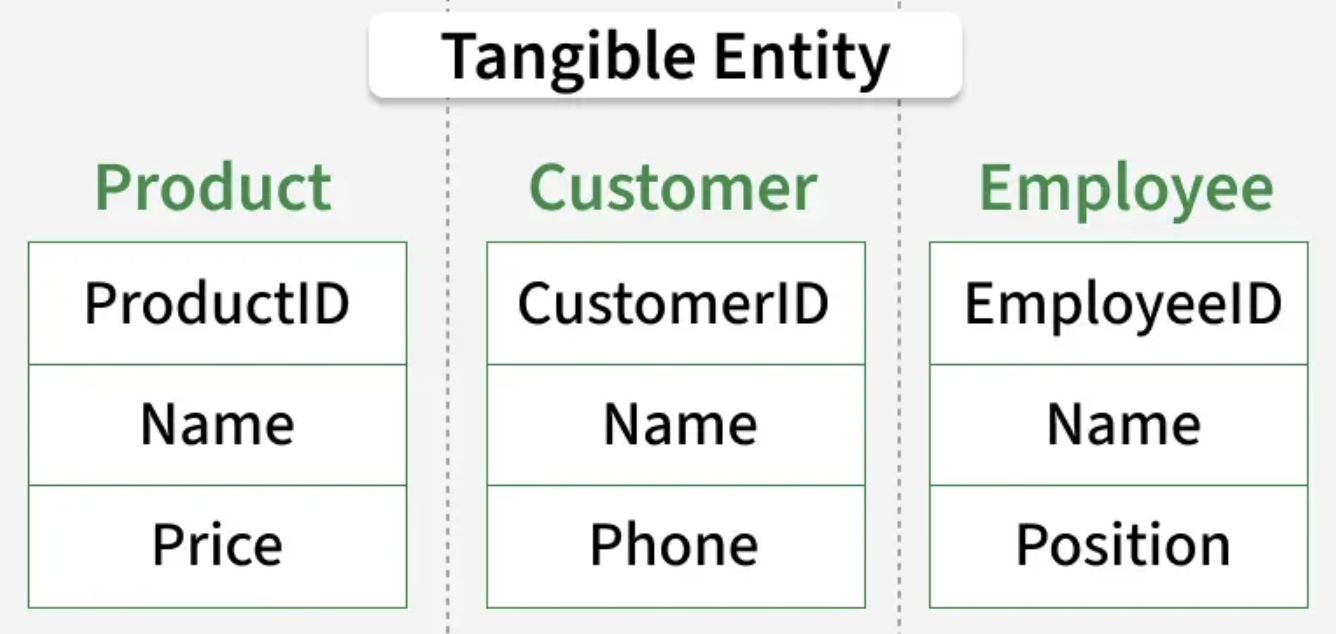 Tangible Entity
Product
ProductID
Name
Price
Customer
CustomerID
Name
Phone
Employee
EmployeeID
Name
Position